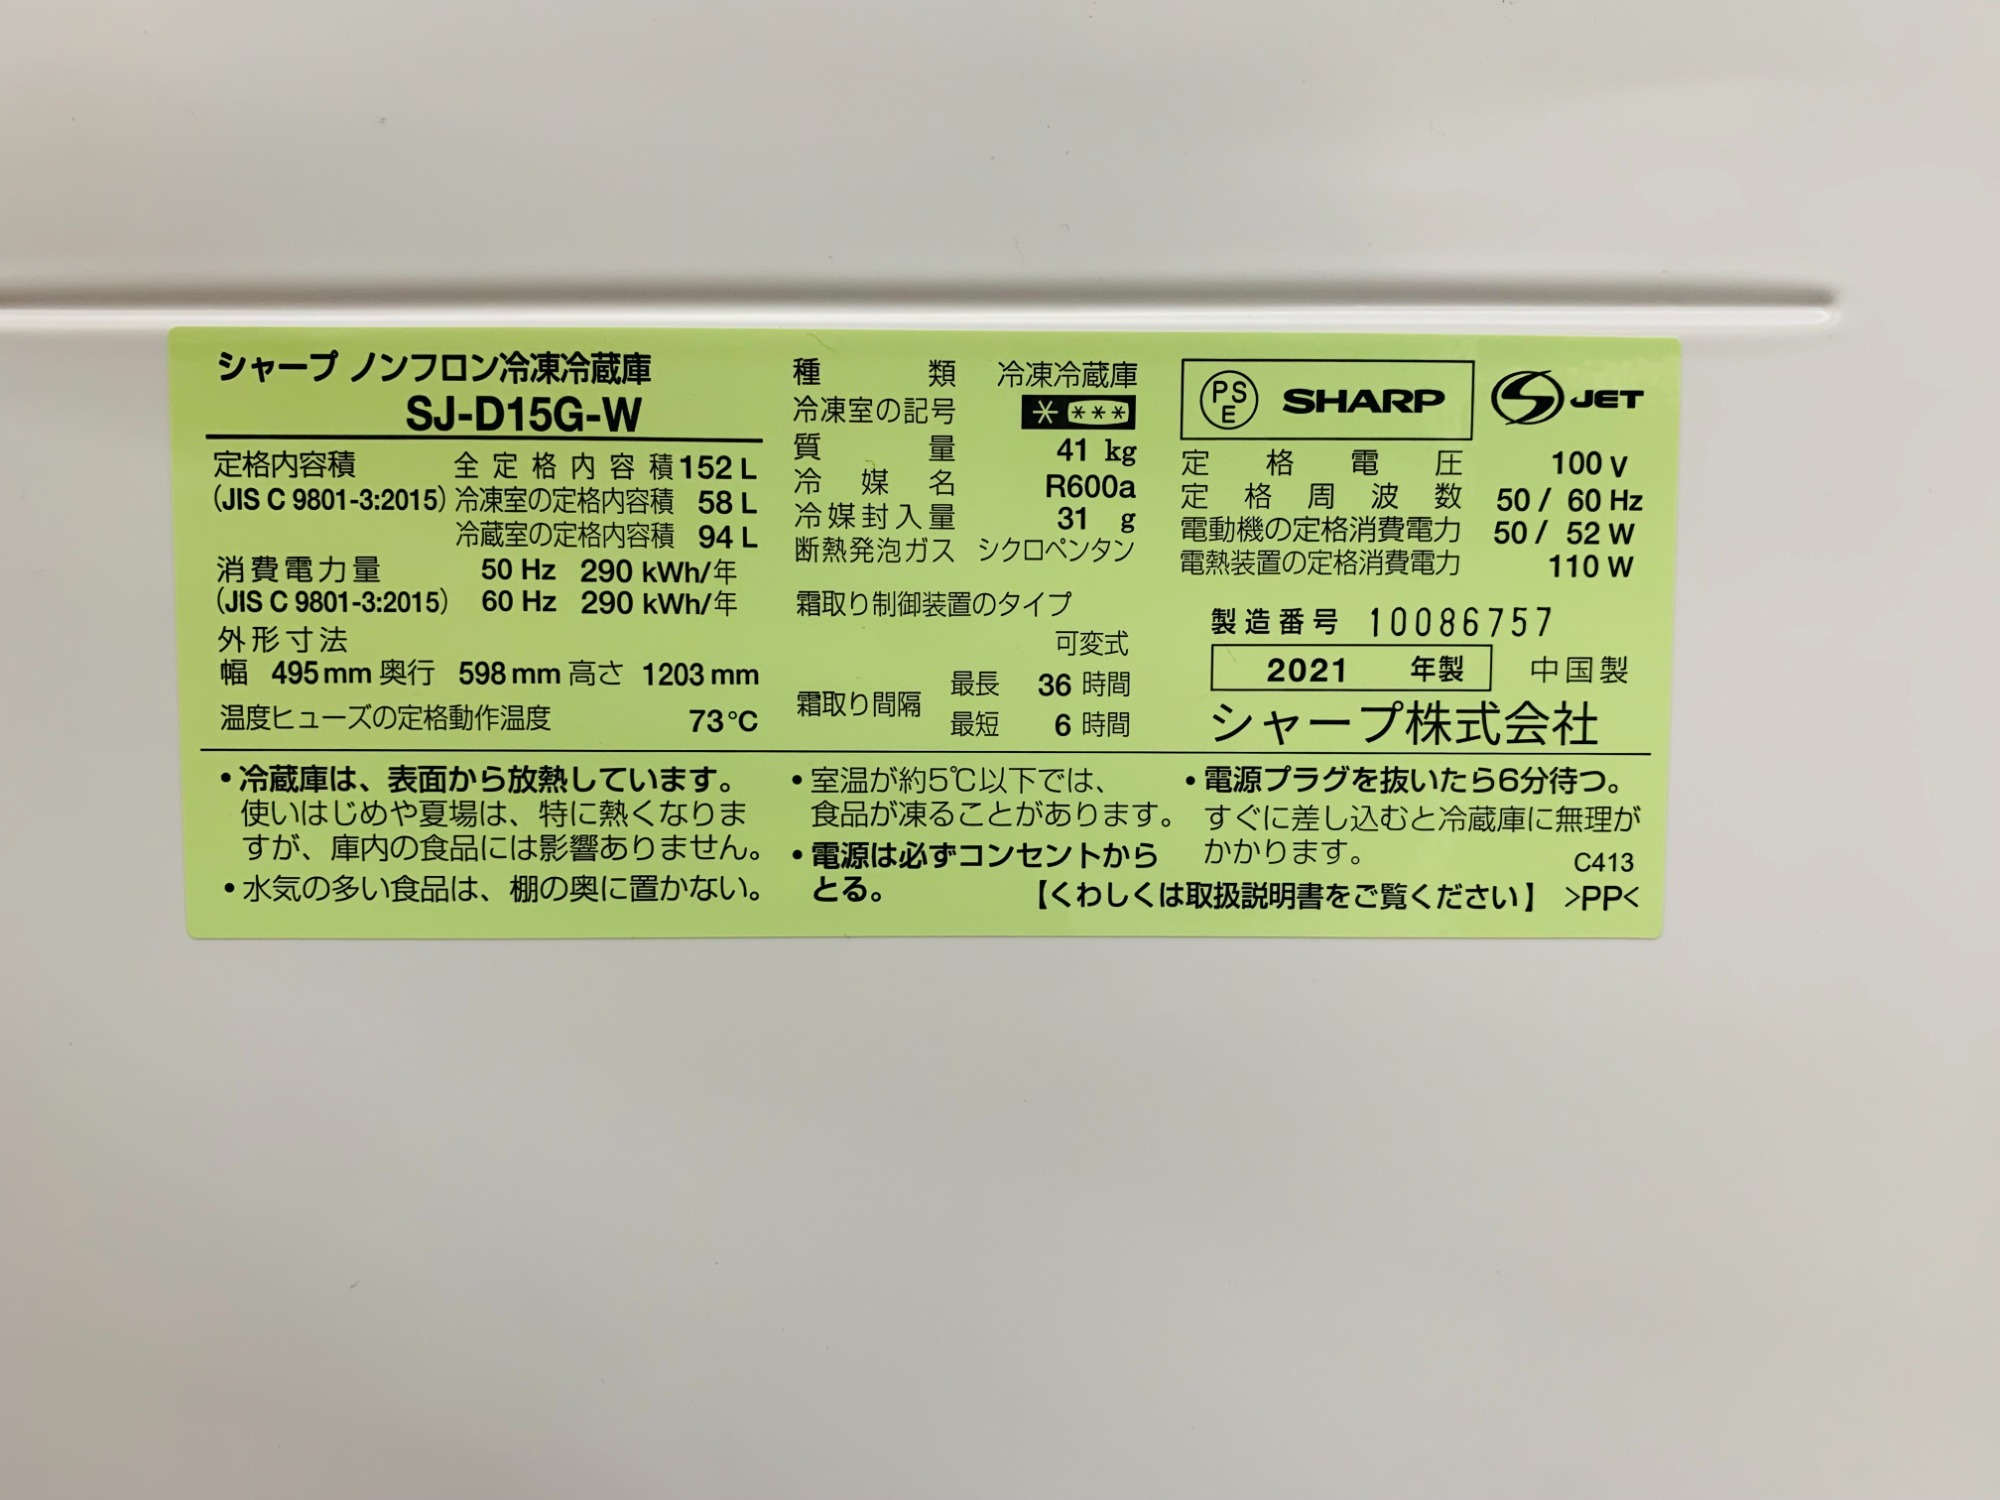 シャープ ノンフロン冷凍冷蔵庫
SJ-D15G-W
定格内容積 全定格内容積 152 L
(JIS C 9801-3:2015) 冷凍室の定格内容積 58 L
冷蔵室の定格内容積 94 L
消費電力量 50 Hz 290 kWh/年
(JIS C 9801-3:2015) 60 Hz 290 kWh/年
外形寸法
幅 495 mm 奥行 598 mm 高さ 1203 mm
温度ヒューズの定格動作温度 73℃
種類 冷凍冷蔵庫
冷凍室の記号 * ***
質量 41 kg
冷媒名 R600a
冷媒封入量 31 g
断熱発泡ガス シクロペンタン
霜取り制御装置のタイプ
可変式
霜取り間隔 最長 36 時間
最短 6 時間
PSE SHARP JET
定格電圧 100 V
定格周波数 50 / 60 Hz
電動機の定格消費電力 50 / 52 W
電熱装置の定格消費電力 110 W
製造番号 10086757
2021 年製 中国製
シャープ株式会社
・冷蔵庫は、表面から放熱しています。
使いはじめや夏場は、特に熱くなりま
すが、庫内の食品には影響ありません。
・水気の多い食品は、棚の奥に置かない。
・室温が約5℃以下では、
食品が凍ることがあります。
・電源は必ずコンセントから
とる。
・電源プラグを抜いたら6分待つ。
すぐに差し込むと冷蔵庫に無理が
かかります。 C413
【くわしくは取扱説明書をご覧ください】 >PP<